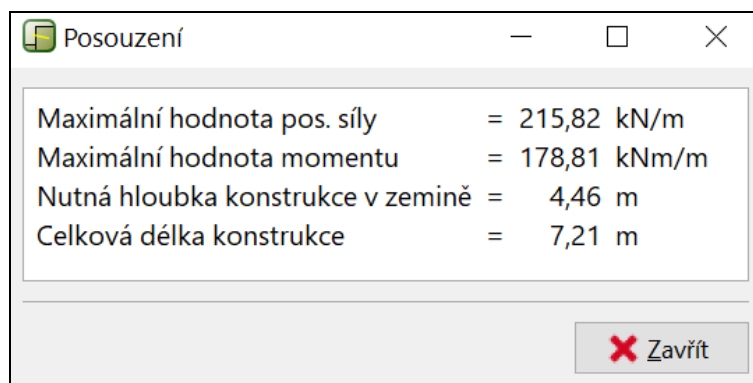 Posouzení
Maximální hodnota pos. síly = 215,82 kN/m
Maximální hodnota momentu = 178,81 kNm/m
Nutná hloubka konstrukce v zemině = 4,46 m
Celková délka konstrukce = 7,21 m
Zavřít